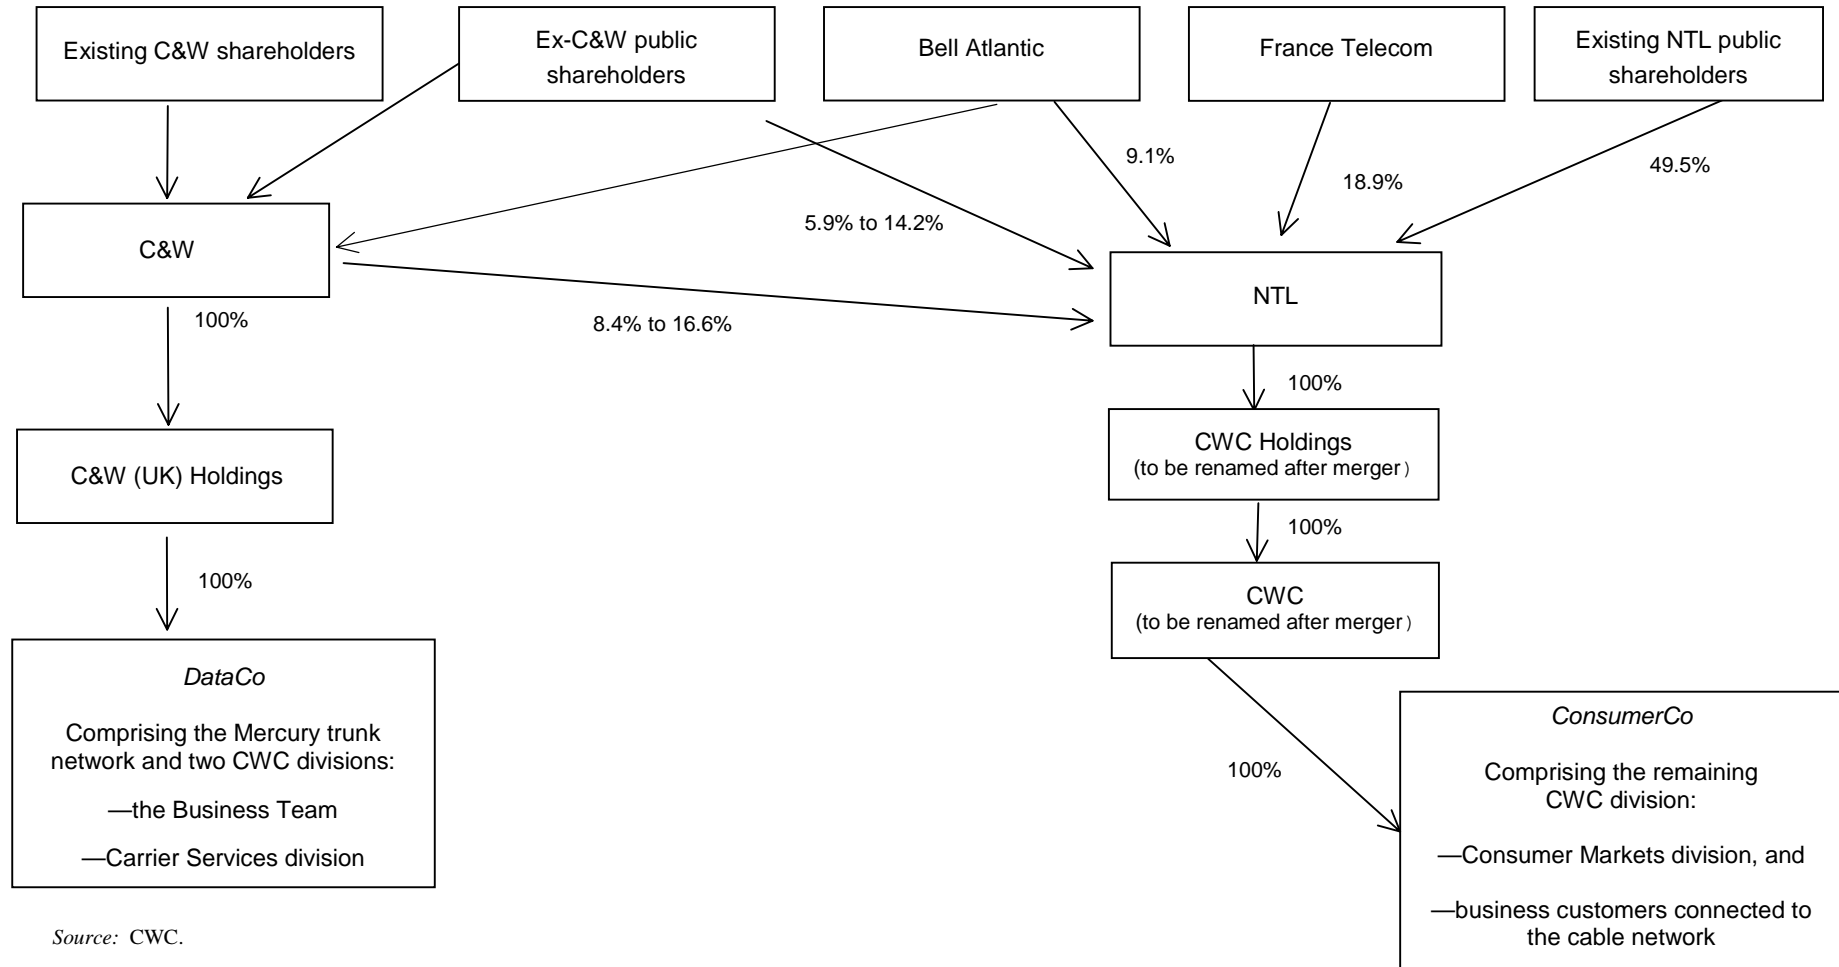 Existing C&W shareholders
Ex-C&W public
shareholders
Bell Atlantic
France Telecom
Existing NTL public
shareholders
9.1%
18.9%
49.5%
5.9% to 14.2%
C&W
NTL
100%
8.4% to 16.6%
100%
CWC Holdings
(to be renamed after merger)
C&W (UK) Holdings
100%
100%
CWC
(to be renamed after merger)
DataCo
Comprising the Mercury trunk
network and two CWC divisions:
—the Business Team
—Carrier Services division
100%
ConsumerCo
Comprising the remaining
CWC division:
—Consumer Markets division, and
—business customers connected to
the cable network
Source: CWC.